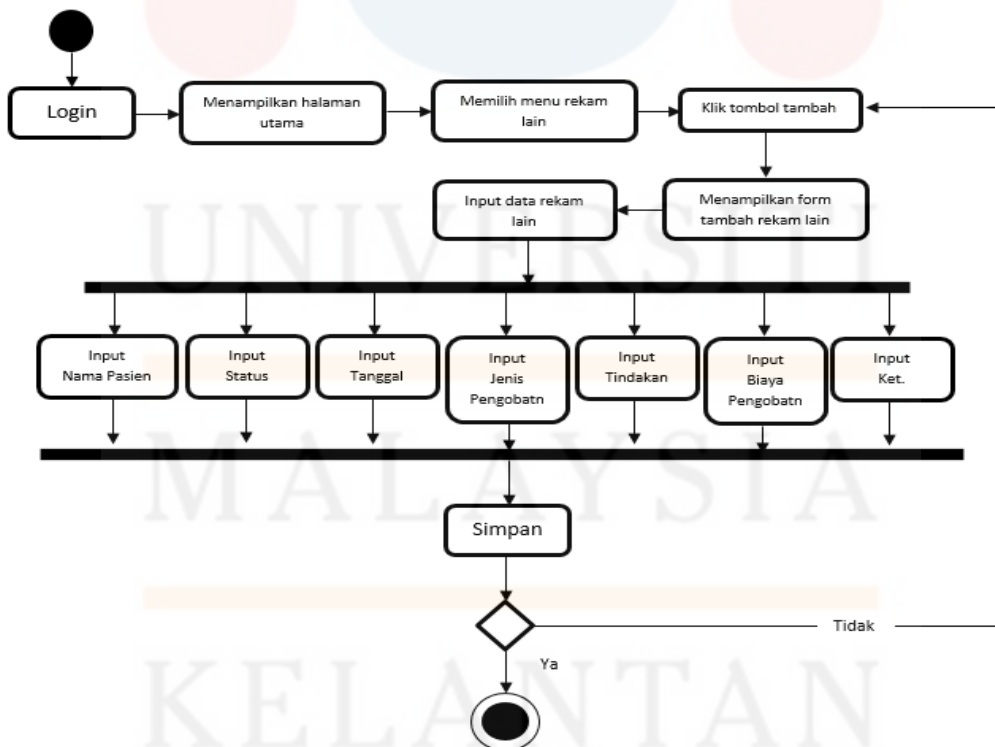 Login
Menampilkan halaman
utama
Memilih menu rekam
lain
Klik tombol tambah
Input data rekam
lain
Menampilkan form
tambah rekam lain
UNIVERSITI
Input
Nama Pasien
Input
Status
Input
Tanggal
Input
Jenis
Pengobatn
Input
Tindakan
Input
Biaya
Pengobatn
Input
Ket.
MALAYSIA
Simpan
Tidak
Ya
KELANTAN